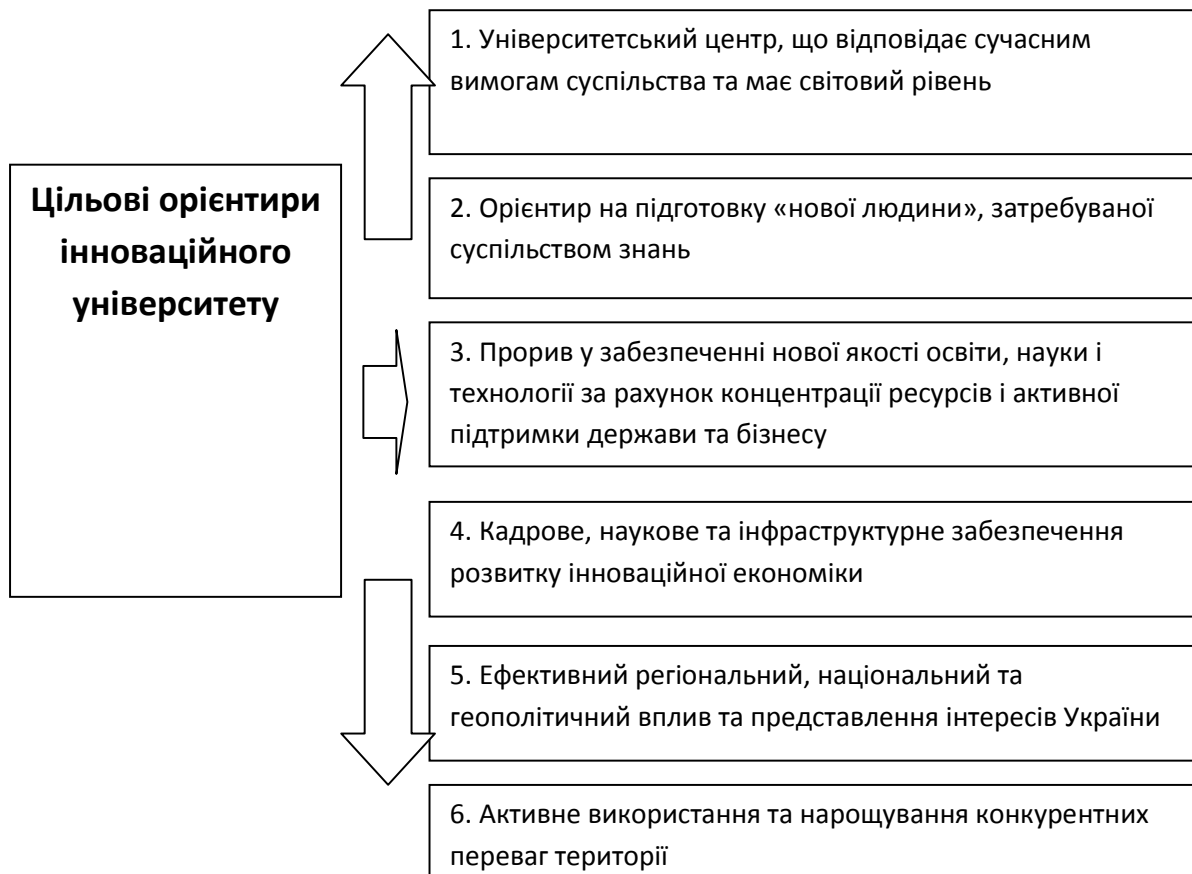 Цільові орієнтири
інноваційного
університету
1. Університетський центр, що відповідає сучасним
вимогам суспільства та має світовий рівень
2. Орієнтир на підготовку «нової людини», затребуваної
суспільством знань
3. Прорив у забезпеченні нової якості освіти, науки і
технології за рахунок концентрації ресурсів і активної
підтримки держави та бізнесу
4. Кадрове, наукове та інфраструктурне забезпечення
розвитку інноваційної економіки
5. Ефективний регіональний, національний та
геополітичний вплив та представлення інтересів України
6. Активне використання та нарощування конкурентних
переваг території